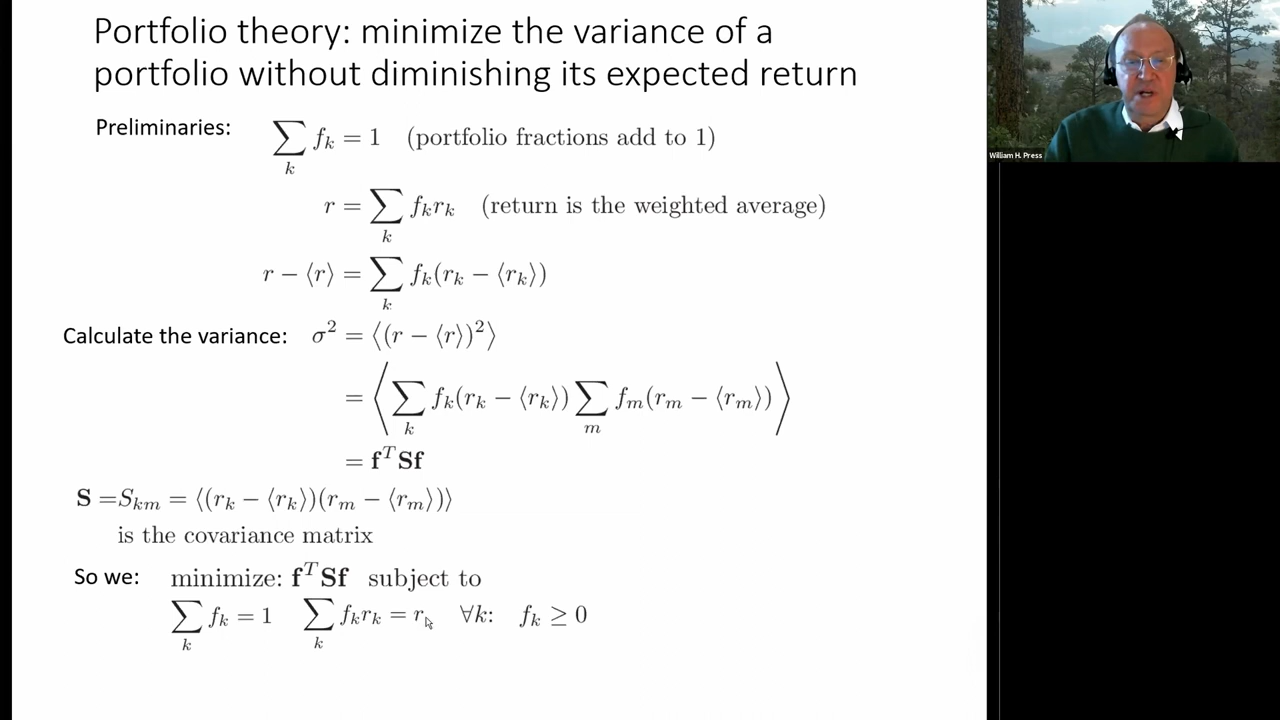 Portfolio theory: minimize the variance of a
portfolio without diminishing its expected return
Preliminaries: ∑_k f_k = 1 (portfolio fractions add to 1)
r = ∑_k f_k r_k (return is the weighted average)
r − ⟨r⟩ = ∑_k f_k(r_k − ⟨r_k⟩)
Calculate the variance: σ² = ⟨(r − ⟨r⟩)²⟩
= ⟨∑_k f_k(r_k − ⟨r_k⟩) ∑_m f_m(r_m − ⟨r_m⟩)⟩
= f^T Sf
S =S_km = ⟨(r_k − ⟨r_k⟩)(r_m − ⟨r_m⟩)⟩
is the covariance matrix
So we: minimize: f^T Sf subject to
∑_k f_k = 1 ∑_k f_k r_k = r ∀k: f_k ≥ 0
William H. Press